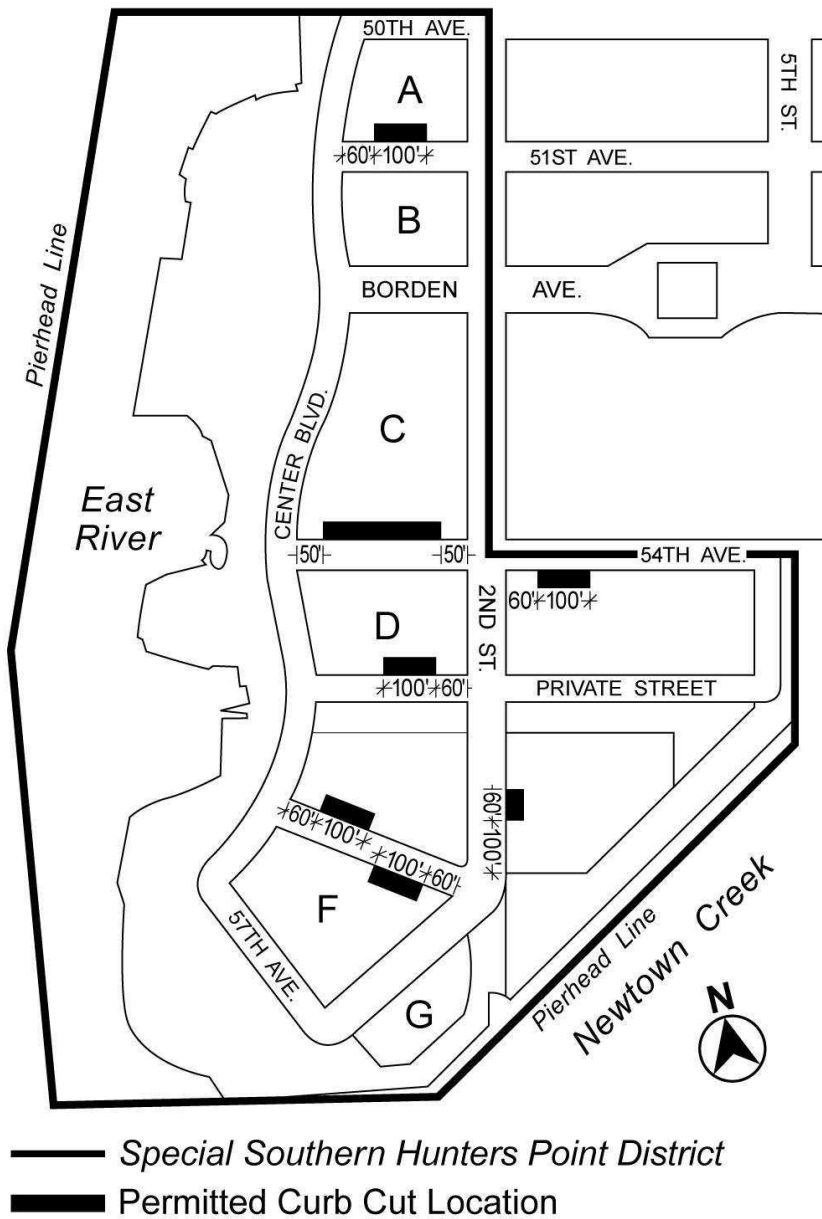 50TH AVE.
A
5TH ST.
60' 100'
51ST AVE.
B
Pierhead Line
BORDEN AVE.
C
CENTER BLVD.
East
River
50' 50'
54TH AVE.
2ND ST.
60' 100'
D
100' 60'
PRIVATE STREET
60' 100'
60' 100'
100' 60'
F
57TH AVE.
G
Pierhead Line
Newtown Creek
N
Special Southern Hunters Point District
Permitted Curb Cut Location